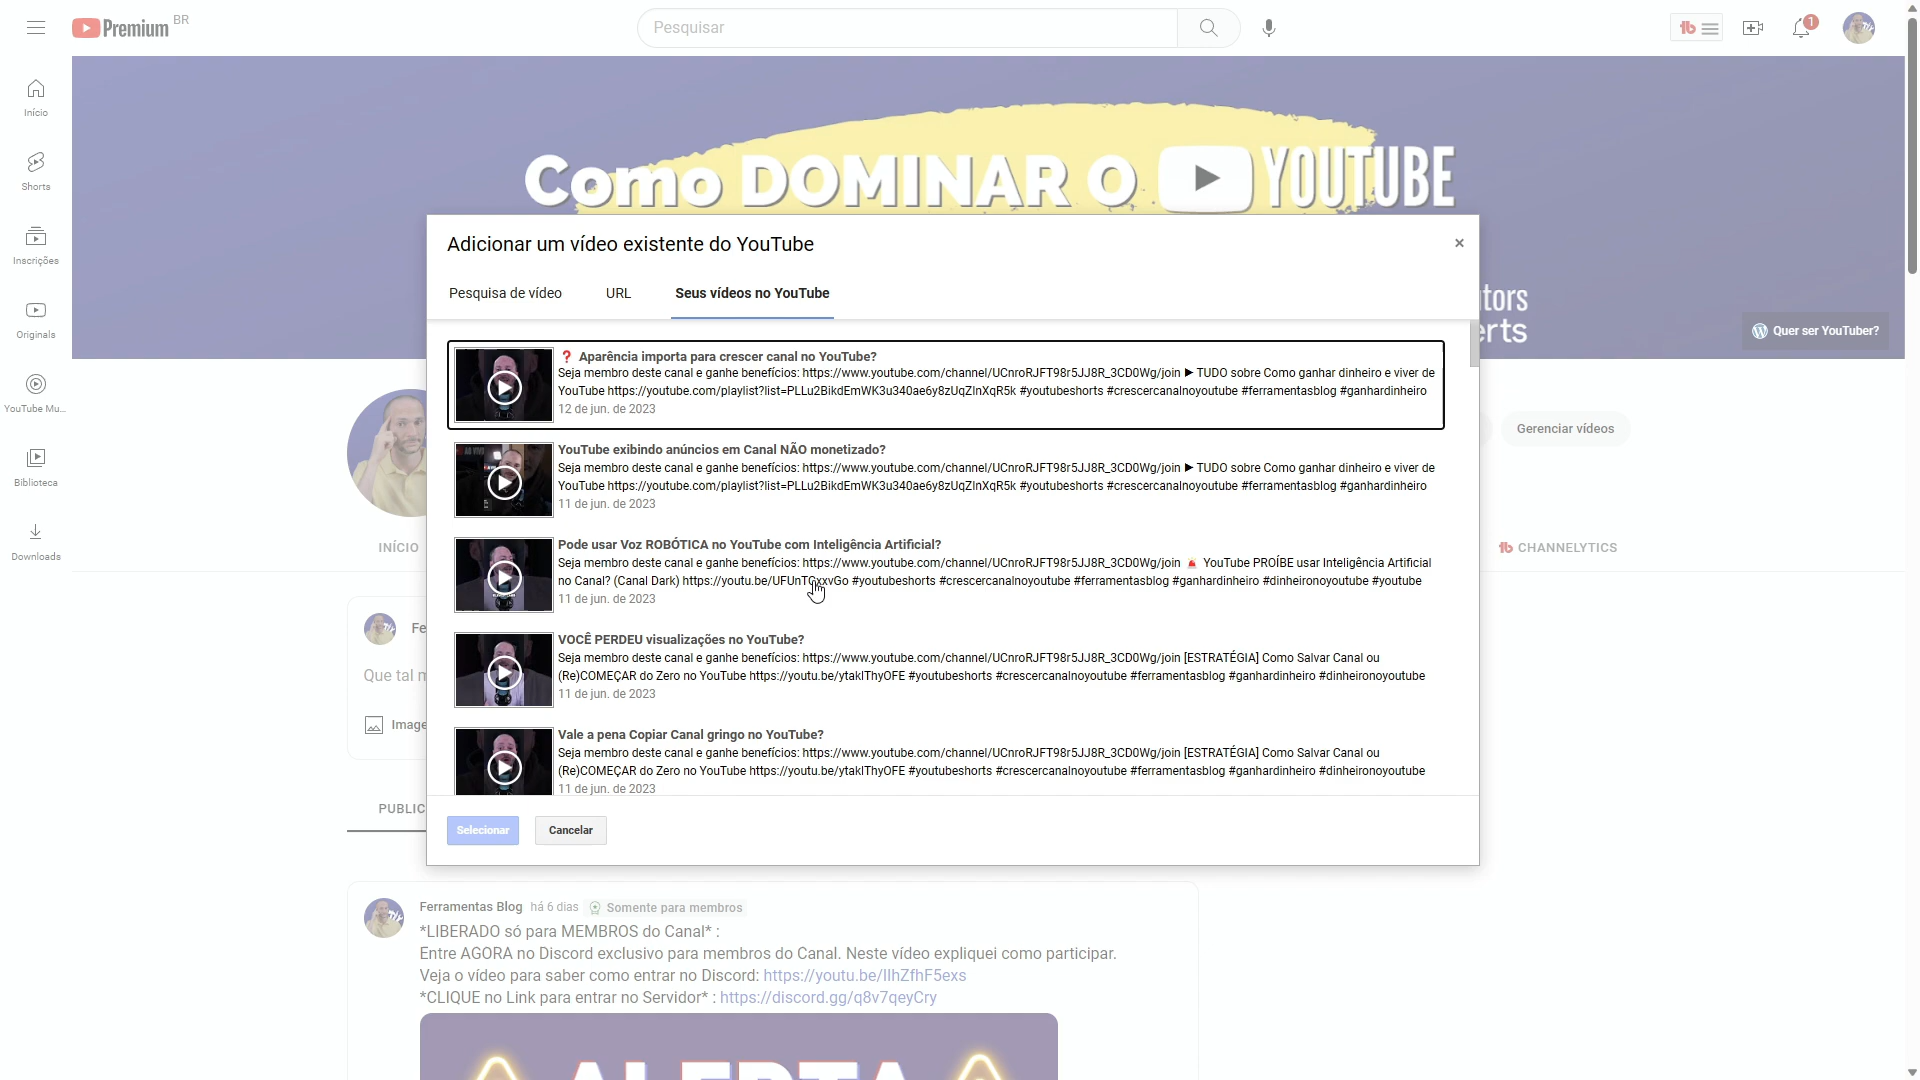 Premium
BR
Pesquisar
1
Início
Shorts
Inscrições
Originals
YouTube Mu...
Biblioteca
Downloads
Como DOMINAR O YOUTUBE
Quer ser YouTuber?
Adicionar um vídeo existente do YouTube
×
Pesquisa de vídeo
URL
Seus vídeos no YouTube
❓ Aparência importa para crescer canal no YouTube?
Seja membro deste canal e ganhe benefícios: https://www.youtube.com/channel/UCnroRJFT98r5JJ8R_3CD0Wg/join ▶ TUDO sobre Como ganhar dinheiro e viver de
YouTube https://youtube.com/playlist?list=PLLu2BikdEmWK3u340ae6y8zUqZInXqR5k #youtubeshorts #crescercanalnoyoutube #ferramentasblog #ganhardinheiro
12 de jun. de 2023
YouTube exibindo anúncios em Canal NÃO monetizado?
Seja membro deste canal e ganhe benefícios: https://www.youtube.com/channel/UCnroRJFT98r5JJ8R_3CD0Wg/join ▶ TUDO sobre Como ganhar dinheiro e viver de
YouTube https://youtube.com/playlist?list=PLLu2BikdEmWK3u340ae6y8zUqZInXqR5k #youtubeshorts #crescercanalnoyoutube #ferramentasblog #ganhardinheiro
11 de jun. de 2023
Pode usar Voz ROBÓTICA no YouTube com Inteligência Artificial?
Seja membro deste canal e ganhe benefícios: https://www.youtube.com/channel/UCnroRJFT98r5JJ8R_3CD0Wg/join 🚨 YouTube PROÍBE usar Inteligência Artificial
no Canal? (Canal Dark) #youtubeshorts #crescercanalnoyoutube #ferramentasblog #ganhardinheiro #dinheironoyoutube #youtube
11 de jun. de 2023
VOCÊ PERDEU visualizações no YouTube?
Seja membro deste canal e ganhe benefícios: https://www.youtube.com/channel/UCnroRJFT98r5JJ8R_3CD0Wg/join [ESTRATÉGIA] Como Salvar Canal ou
(Re)COMEÇAR do Zero no YouTube https://youtu.be/ytaklThyOFE #youtubeshorts #crescercanalnoyoutube #ferramentasblog #ganhardinheiro #dinheironoyoutube
11 de jun. de 2023
Vale a pena Copiar Canal gringo no YouTube?
Seja membro deste canal e ganhe benefícios: https://www.youtube.com/channel/UCnroRJFT98r5JJ8R_3CD0Wg/join [ESTRATÉGIA] Como Salvar Canal ou
(Re)COMEÇAR do Zero no YouTube https://youtu.be/ytaklThyOFE #youtubeshorts #crescercanalnoyoutube #ferramentasblog #ganhardinheiro #dinheironoyoutube
11 de jun. de 2023
Selecionar
Cancelar
Gerenciar vídeos
INÍCIO
CHANNELYTICS
Que tal
Ferramentas Blog há 6 dias Somente para membros
*LIBERADO só para MEMBROS do Canal* :
Entre AGORA no Discord exclusivo para membros do Canal. Neste vídeo expliquei como participar.
Veja o vídeo para saber como entrar no Discord: https://youtu.be/IIhZfhF5exs
*CLIQUE no Link para entrar no Servidor* : https://discord.gg/q8v7qeyCry
ALERTA